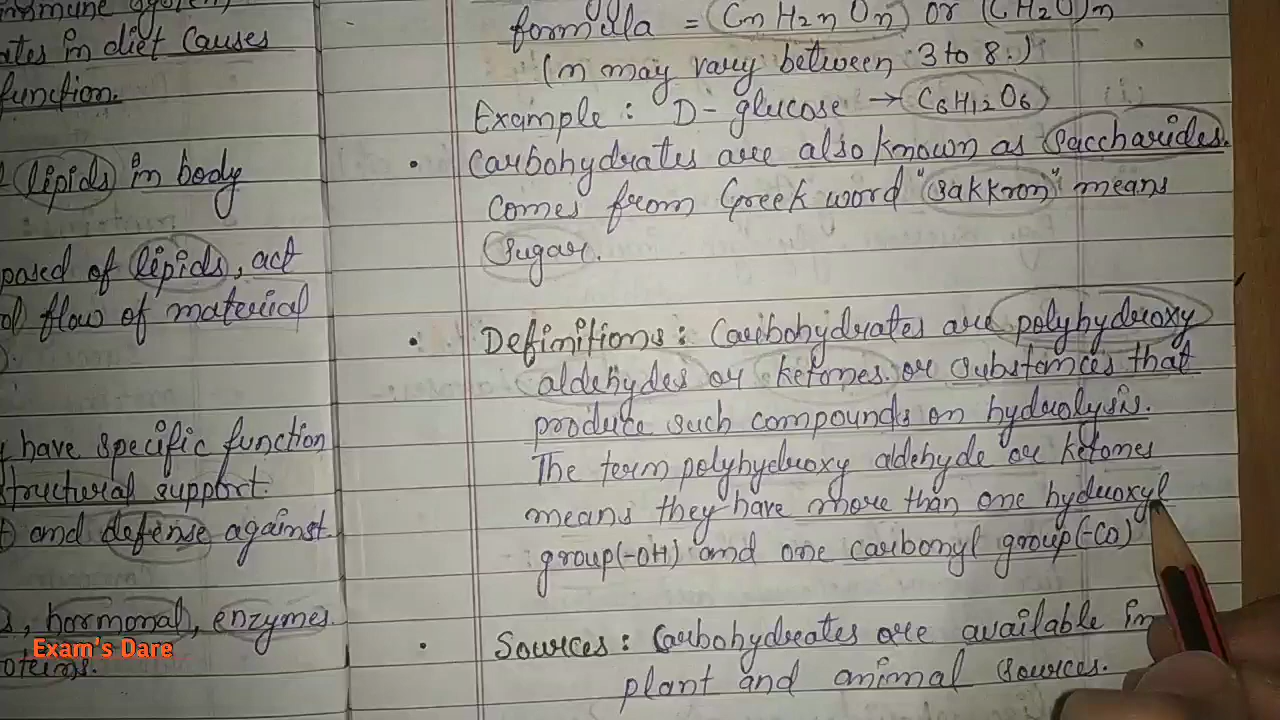 mmune system,
ates in diet causes
function.
lipids in body
posed of lipids, act
ol flow of material
y have specific function
structural support.
and defense against
s, hormonal, enzymes.
oteins.
formula = (CnH2nOn) or (CH2O)n
(n may vary between 3 to 8.)
Example : D-glucose → C6H12O6
• Carbohydrates are also known as Saccharides.
comes from Greek word "Sakkron" means
Sugar.
• Definitions : Carbohydrates are polyhydroxy
aldehydes or ketones or substances that
produce such compounds on hydrolysis.
The term polyhydroxy aldehyde or ketones
means they have more than one hydroxyl
group(-OH) and one carbonyl group(-CO)
• Sources : Carbohydrates are available in
plant and animal sources.
Exam's Dare